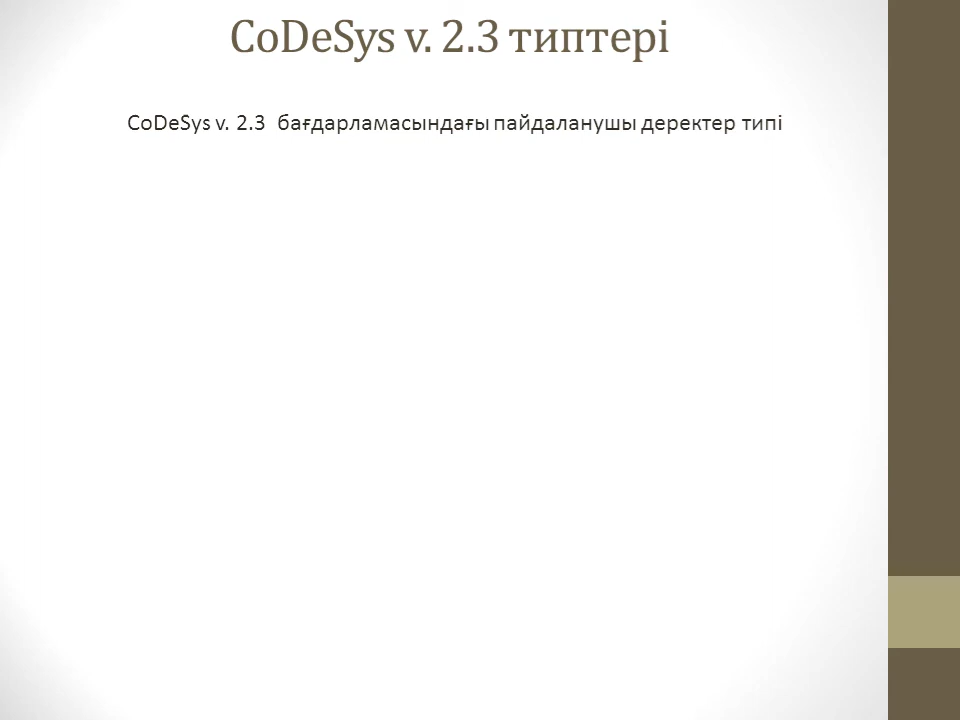 CoDeSys v. 2.3 типтері
CoDeSys v. 2.3 бағдарламасындағы пайдаланушы деректер типі